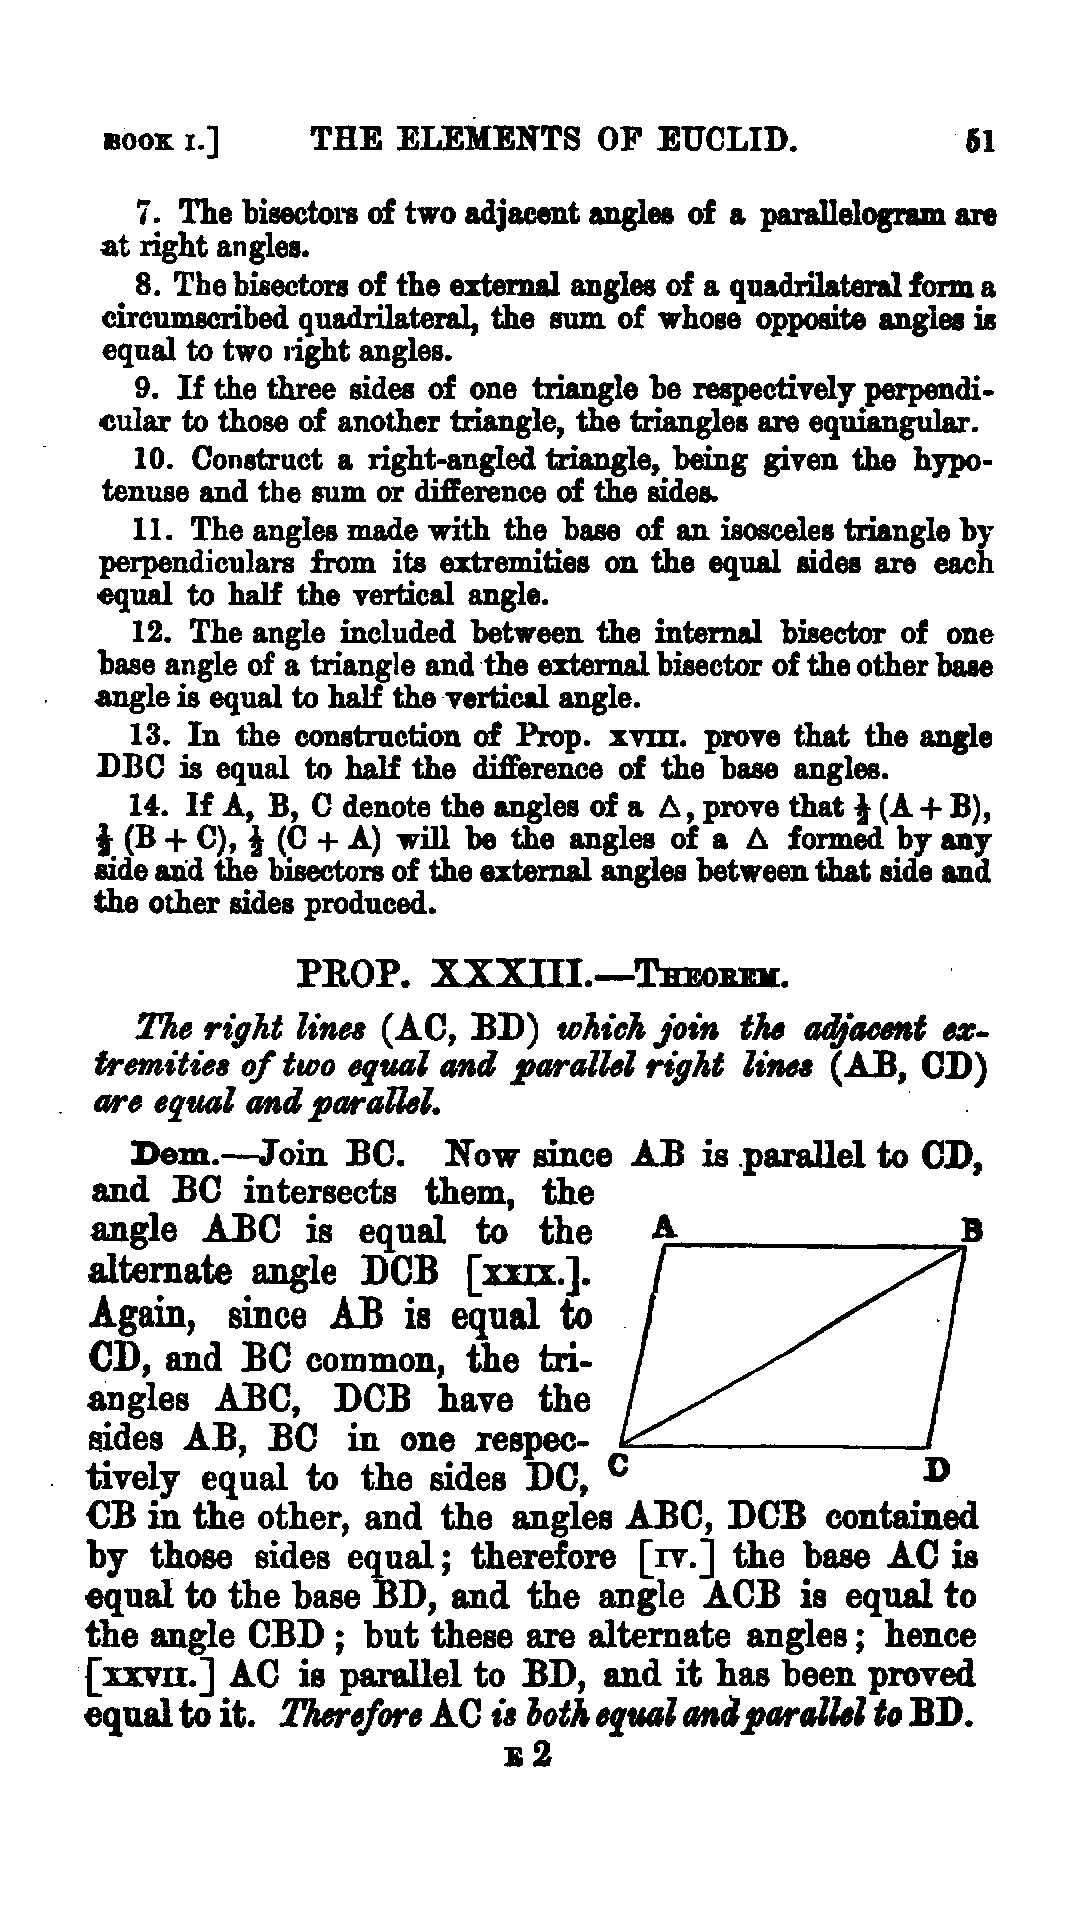 BOOK I.] THE ELEMENTS OF EUCLID. 51
7. The bisectors of two adjacent angles of a parallelogram are
at right angles.
8. The bisectors of the external angles of a quadrilateral form a
circumscribed quadrilateral, the sum of whose opposite angles is
equal to two right angles.
9. If the three sides of one triangle be respectively perpendi-
cular to those of another triangle, the triangles are equiangular.
10. Construct a right-angled triangle, being given the hypo-
tenuse and the sum or difference of the sides.
11. The angles made with the base of an isosceles triangle by
perpendiculars from its extremities on the equal sides are each
equal to half the vertical angle.
12. The angle included between the internal bisector of one
base angle of a triangle and the external bisector of the other base
angle is equal to half the vertical angle.
13. In the construction of Prop. XVIII. prove that the angle
DBC is equal to half the difference of the base angles.
14. If A, B, C denote the angles of a △, prove that ½ (A + B),
½ (B + C), ½ (C + A) will be the angles of a △ formed by any
side and the bisectors of the external angles between that side and
the other sides produced.
PROP. XXXIII.—THEOREM.
The right lines (AC, BD) which join the adjacent ex-
tremities of two equal and parallel right lines (AB, CD)
are equal and parallel.
Dem.—Join BC. Now since AB is parallel to CD,
and BC intersects them, the
angle ABC is equal to the
alternate angle DCB [XXIX.].
Again, since AB is equal to
CD, and BC common, the tri-
angles ABC, DCB have the
sides AB, BC in one respec-
tively equal to the sides DC,
CB in the other, and the angles ABC, DCB contained
by those sides equal; therefore [IV.] the base AC is
equal to the base BD, and the angle ACB is equal to
the angle CBD; but these are alternate angles; hence
[XXVII.] AC is parallel to BD, and it has been proved
equal to it. Therefore AC is both equal and parallel to BD.
A B
C D
E 2